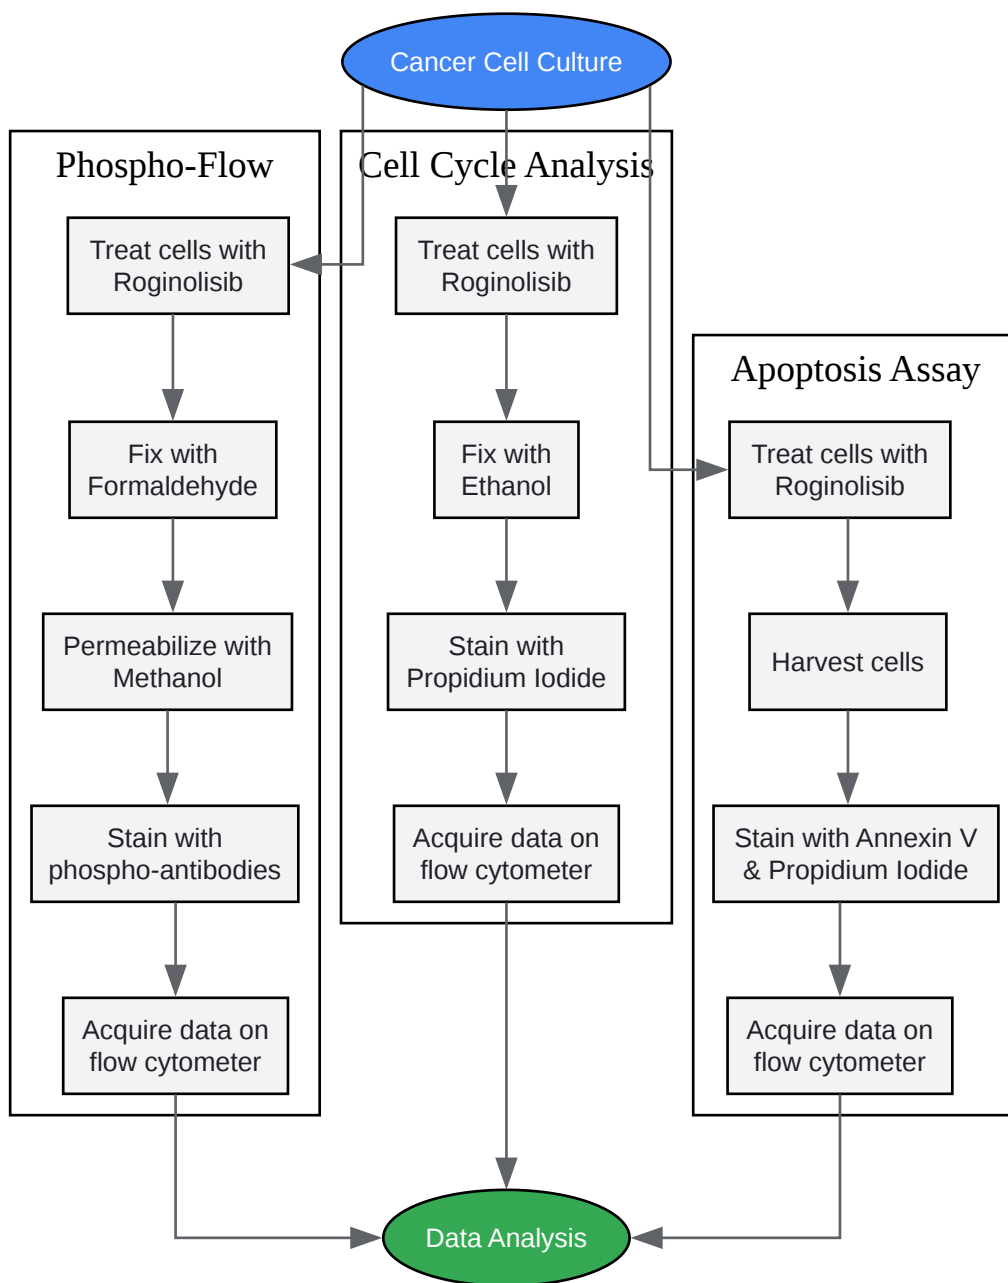 Cancer Cell Culture
Phospho-Flow
Treat cells with
Roginolisib
Fix with
Formaldehyde
Permeabilize with
Methanol
Stain with
phospho-antibodies
Acquire data on
flow cytometer
Cell Cycle Analysis
Treat cells with
Roginolisib
Fix with
Ethanol
Stain with
Propidium Iodide
Acquire data on
flow cytometer
Apoptosis Assay
Treat cells with
Roginolisib
Harvest cells
Stain with Annexin V
& Propidium Iodide
Acquire data on
flow cytometer
Data Analysis